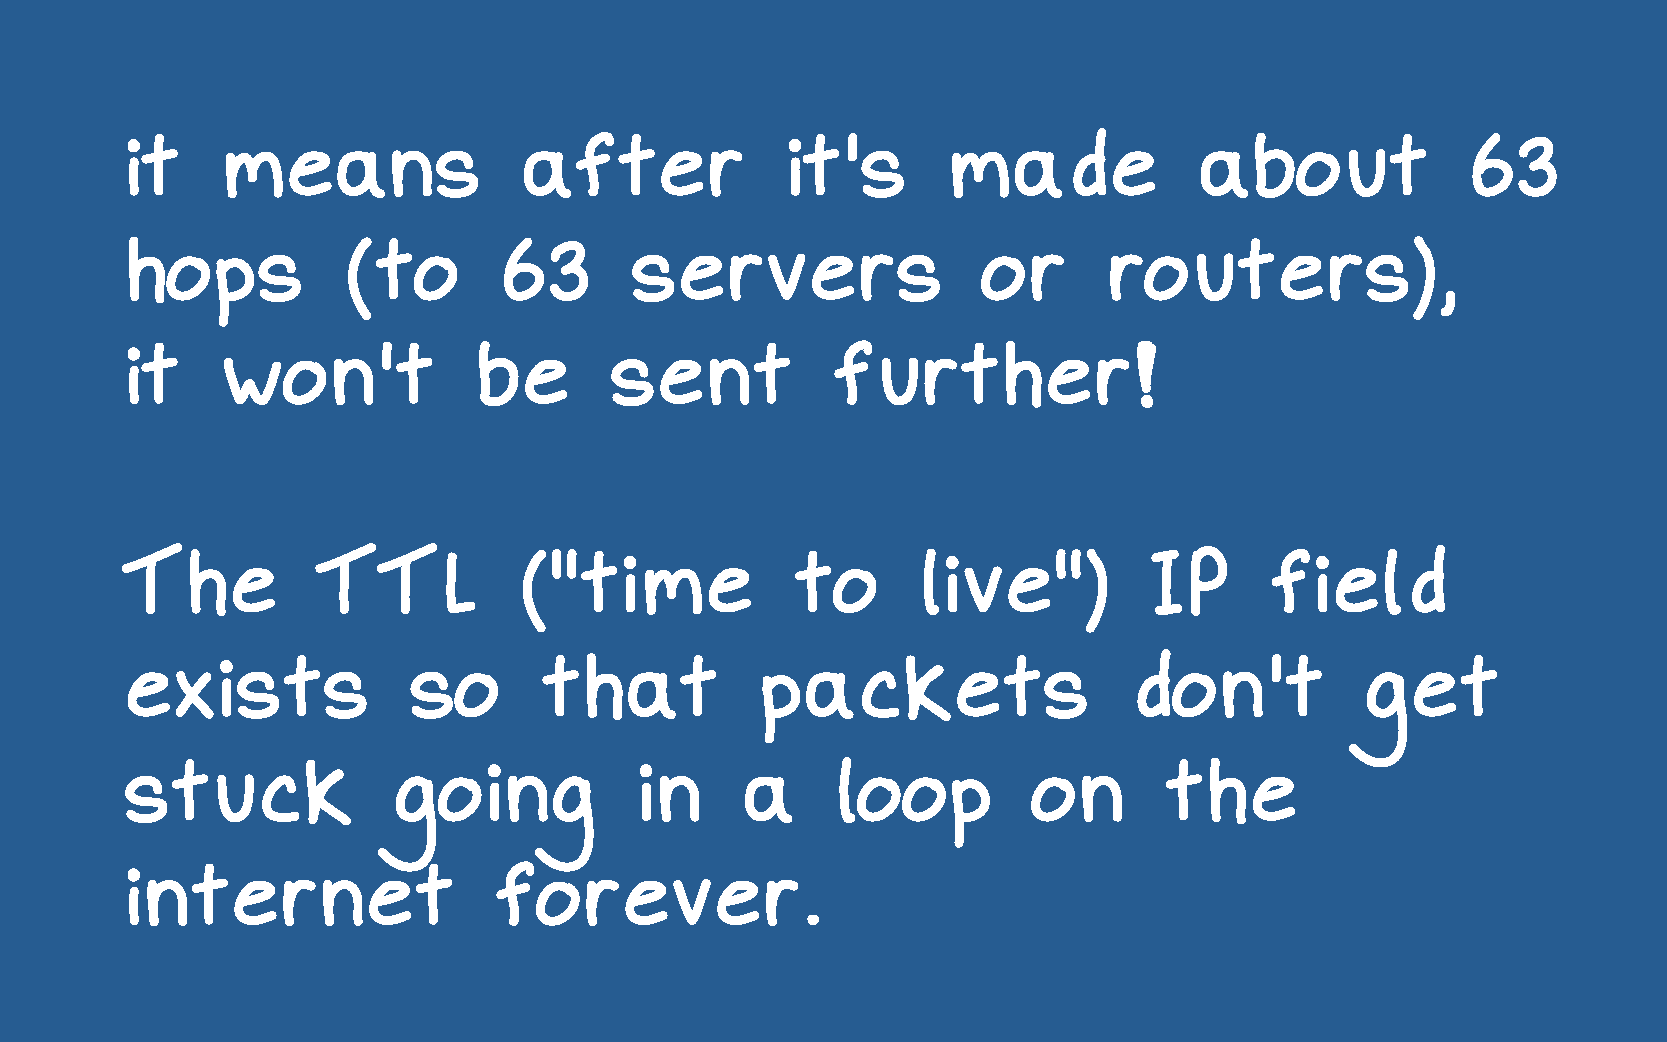 it means after it's made about 63
hops (to 63 servers or routers),
it won't be sent further!
The TTL ("time to live") IP field
exists so that packets don't get
stuck going in a loop on the
internet forever.